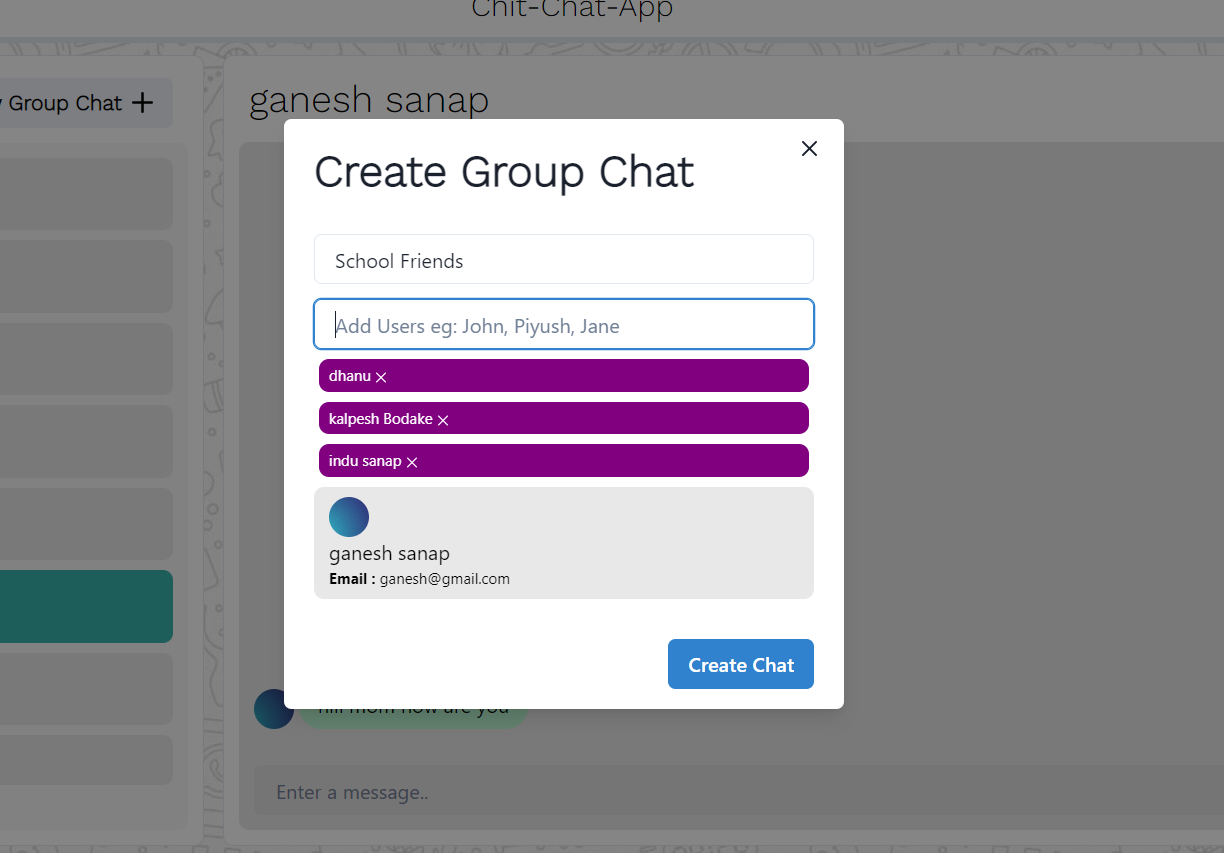 Chit-Chat-App
Group Chat +
ganesh sanap
Create Group Chat
School Friends
Add Users eg: John, Piyush, Jane
dhanu
kalpesh Bodake
indu sanap
ganesh sanap
Email : ganesh@gmail.com
Create Chat
mom how are you
Enter a message..